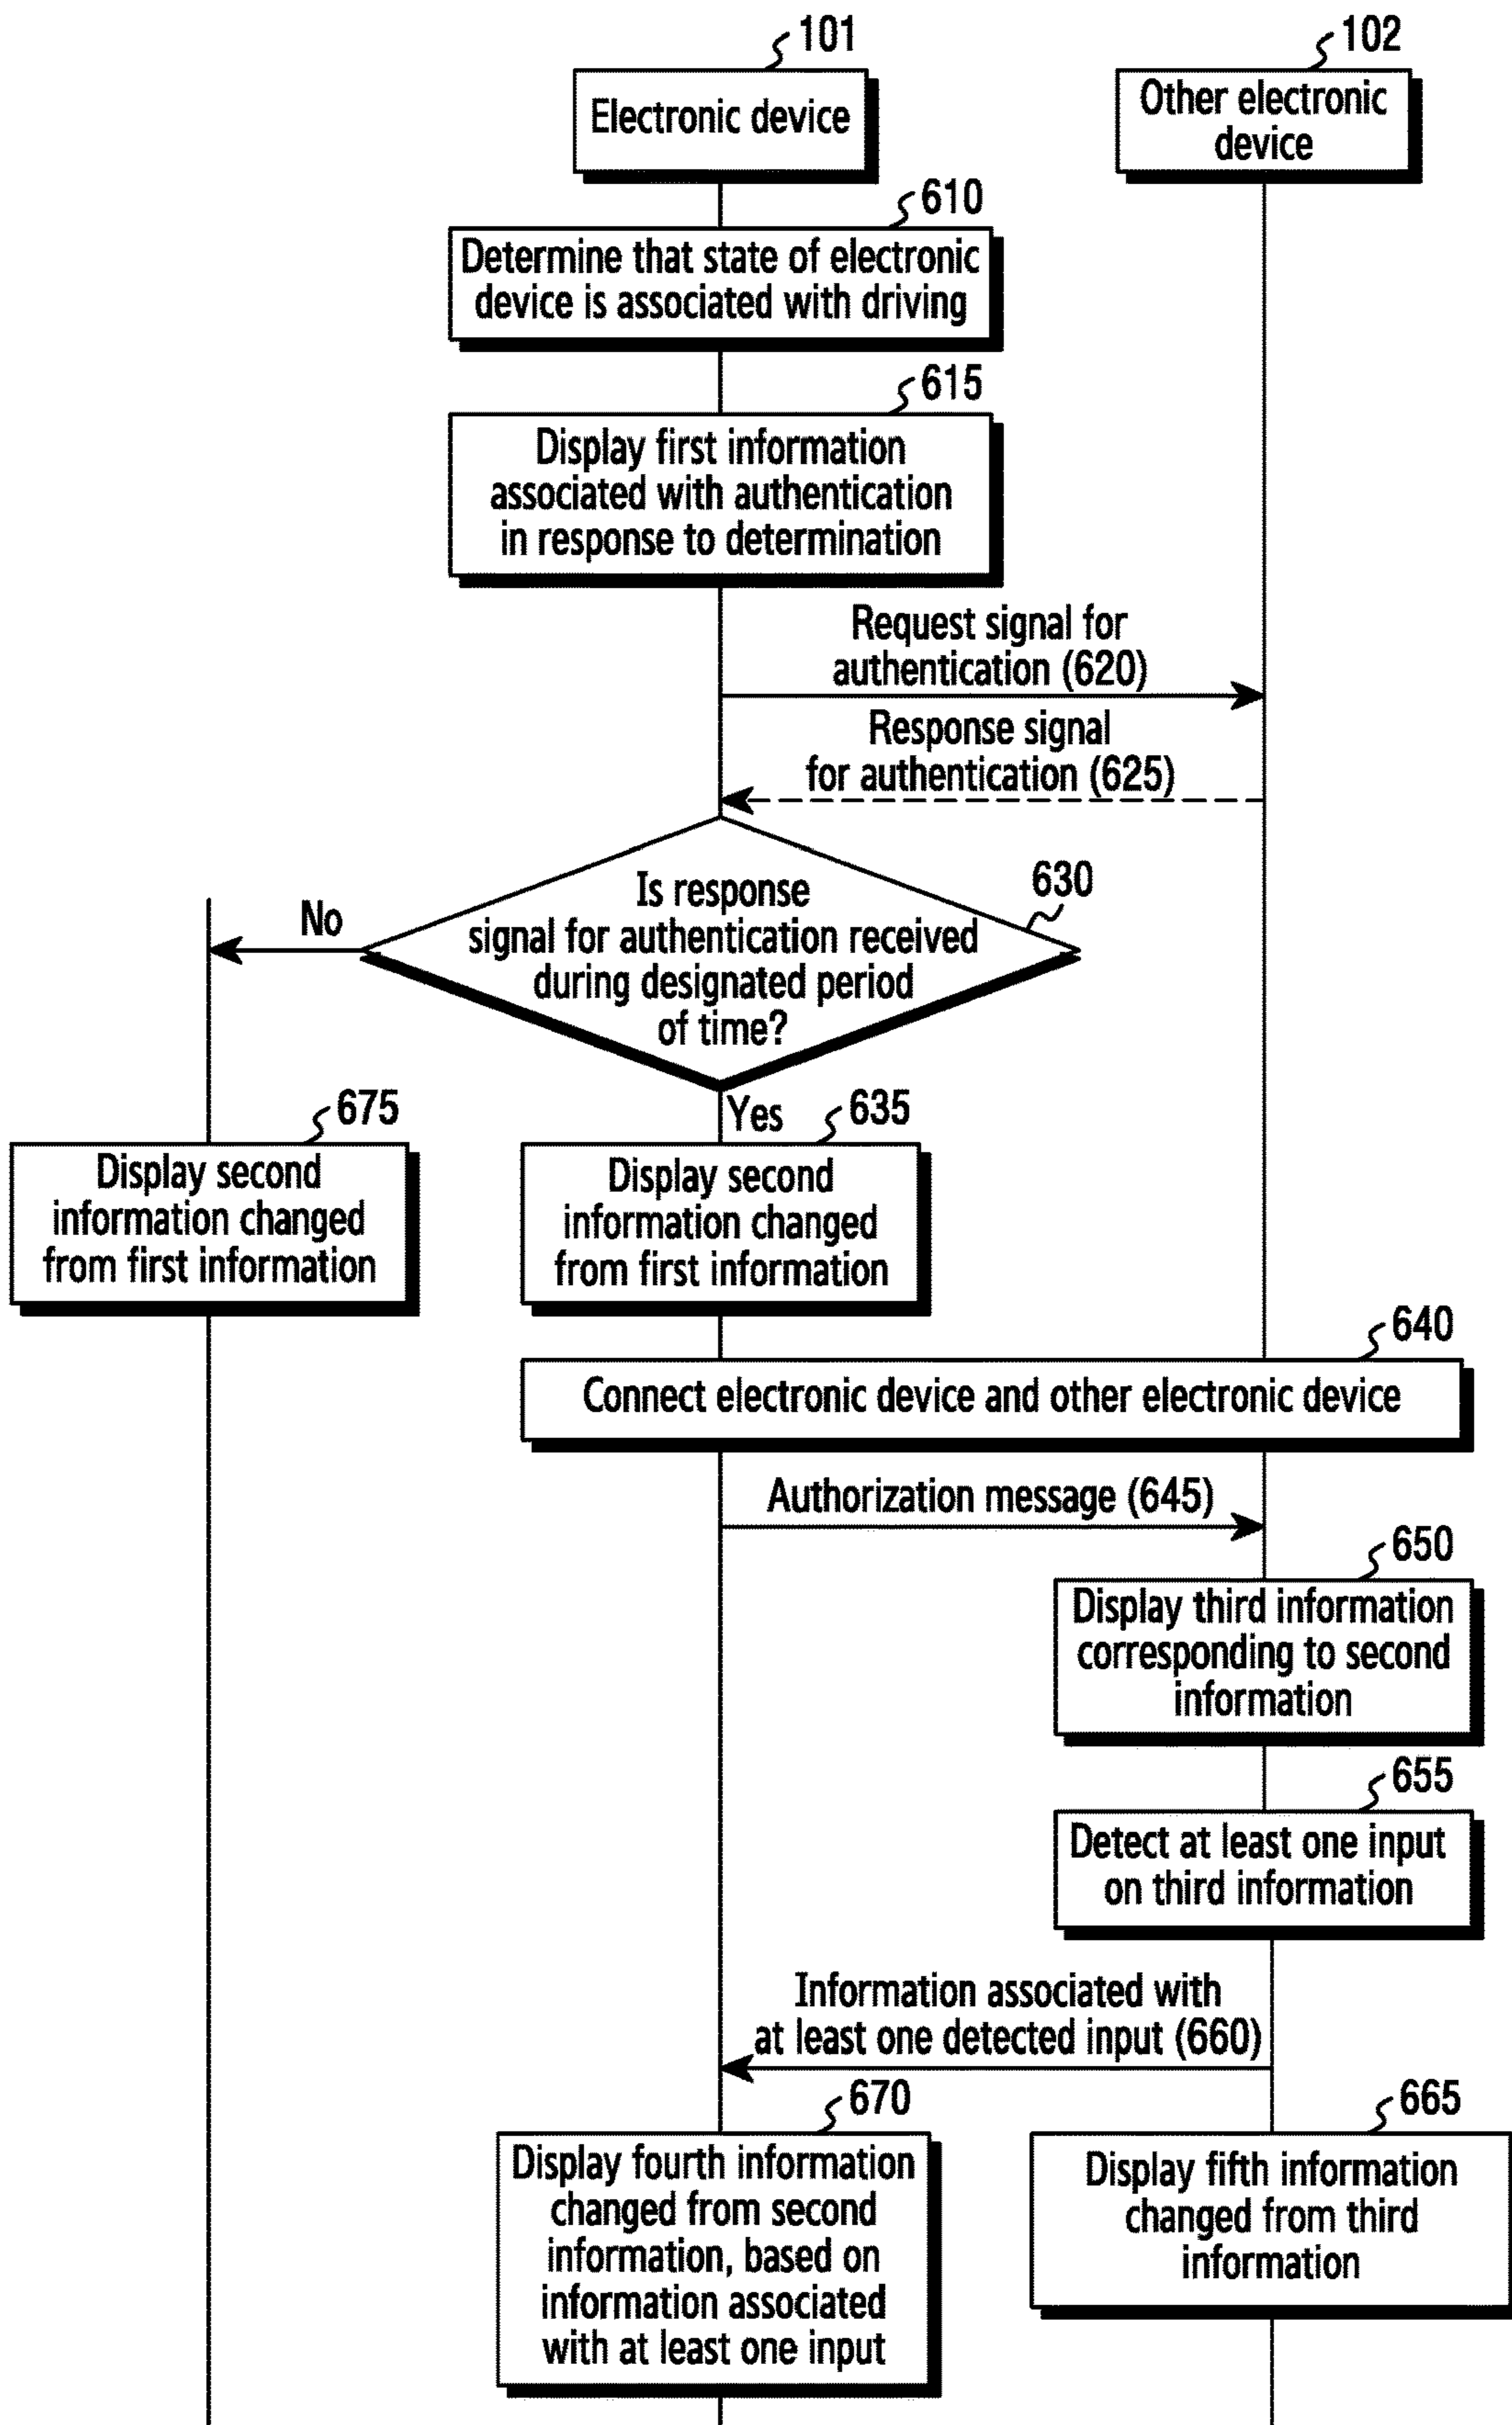 101
102
Electronic device
Other electronic
device
610
Determine that state of electronic
device is associated with driving
615
Display first information
associated with authentication
in response to determination
Request signal for
authentication (620)
Response signal
for authentication (625)
630
Is response
signal for authentication received
during designated period
of time?
No
Yes
675
Display second
information changed
from first information
635
Display second
information changed
from first information
640
Connect electronic device and other electronic device
Authorization message (645)
650
Display third information
corresponding to second
information
655
Detect at least one input
on third information
Information associated with
at least one detected input (660)
670
Display fourth information
changed from second
information, based on
information associated
with at least one input
665
Display fifth information
changed from third
information